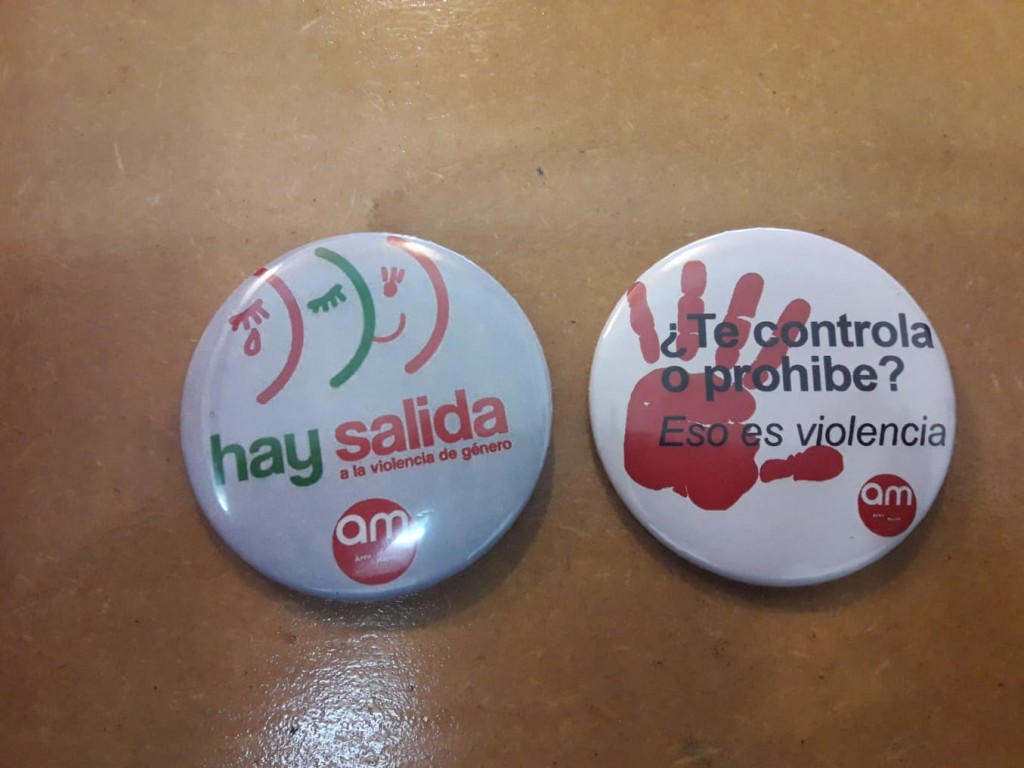 hay salida
a la violencia de género
am
¿Te controla
o prohibe?
Eso es violencia
am